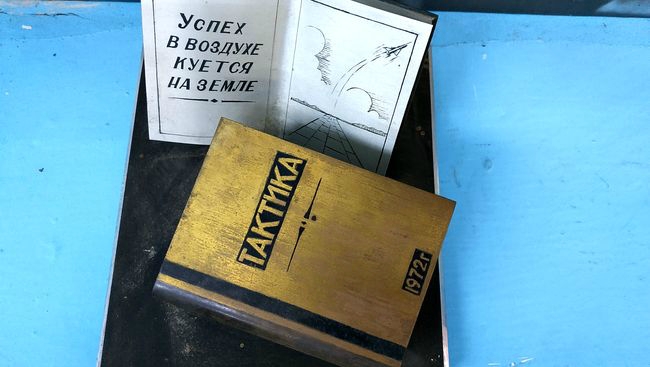 Успех
в воздухе
куется
на земле
ТАКТИКА
1972г